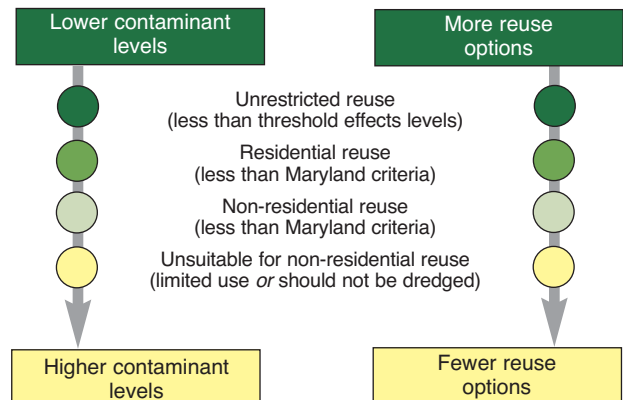 Lower contaminant
levels
More reuse
options
Unrestricted reuse
(less than threshold effects levels)
Residential reuse
(less than Maryland criteria)
Non-residential reuse
(less than Maryland criteria)
Unsuitable for non-residential reuse
(limited use or should not be dredged)
Higher contaminant
levels
Fewer reuse
options